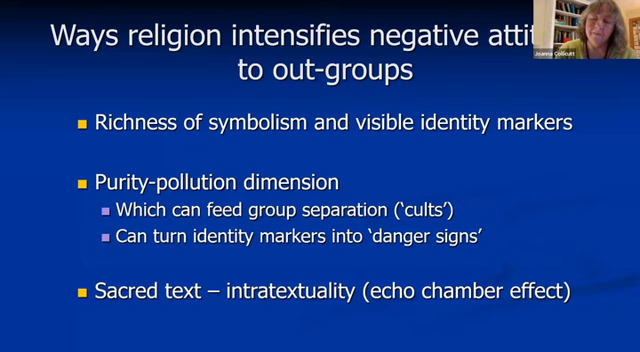 Ways religion intensifies negative
to out-groups
Joanna Collicutt
Richness of symbolism and visible identity markers
Purity-pollution dimension
Which can feed group separation (‘cults’)
Can turn identity markers into ‘danger signs’
Sacred text – intratextuality (echo chamber effect)